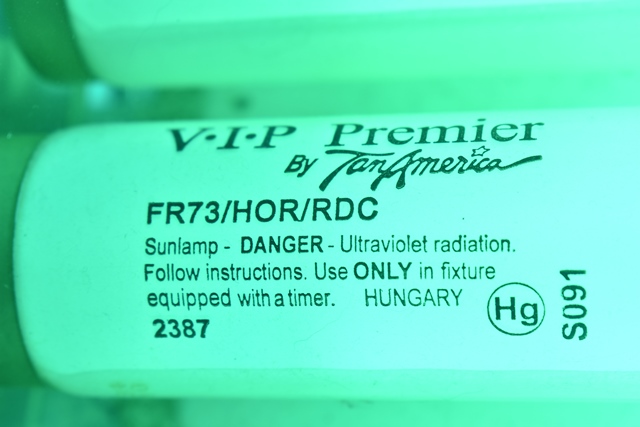 V·I·P Premier
By TanAmerica
FR73/HOR/RDC
Sunlamp - DANGER - Ultraviolet radiation.
Follow instructions. Use ONLY in fixture
equipped with a timer. HUNGARY
2387
Hg
S091